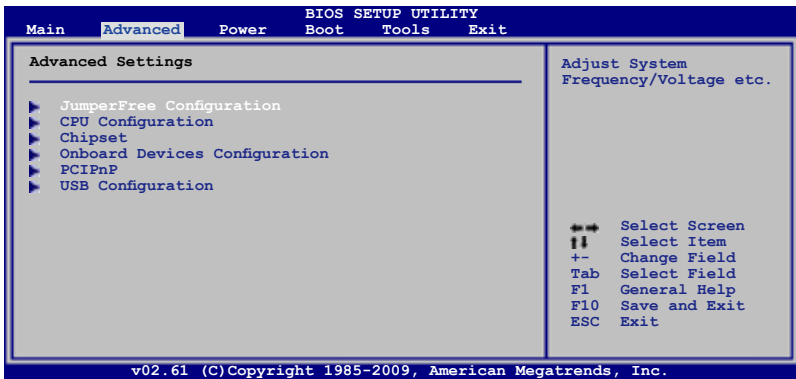 BIOS SETUP UTILITY
Main Advanced Power Boot Tools Exit
Advanced Settings
JumperFree Configuration
CPU Configuration
Chipset
Onboard Devices Configuration
PCIPnP
USB Configuration
Adjust System
Frequency/Voltage etc.
←→ Select Screen
↑↓ Select Item
+- Change Field
Tab Select Field
F1 General Help
F10 Save and Exit
ESC Exit
v02.61 (C)Copyright 1985-2009, American Megatrends, Inc.